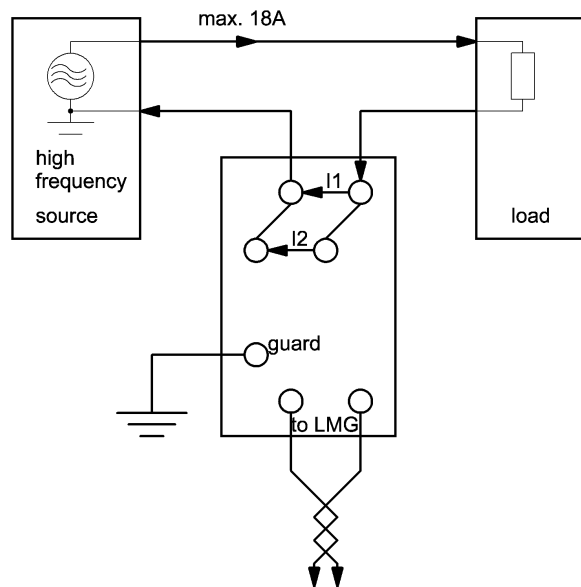 max. 18A
high
frequency
source
load
I1
I2
guard
to LMG